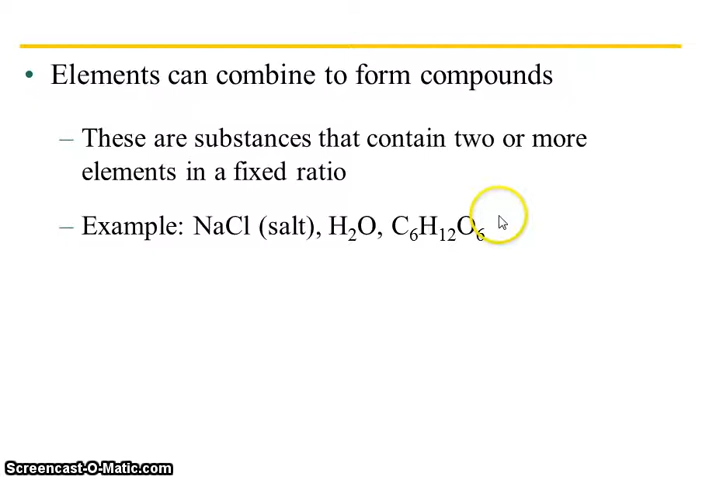 • Elements can combine to form compounds
– These are substances that contain two or more
elements in a fixed ratio
– Example: NaCl (salt), H₂O, C₆H₁₂O₆
Screencast-O-Matic.com